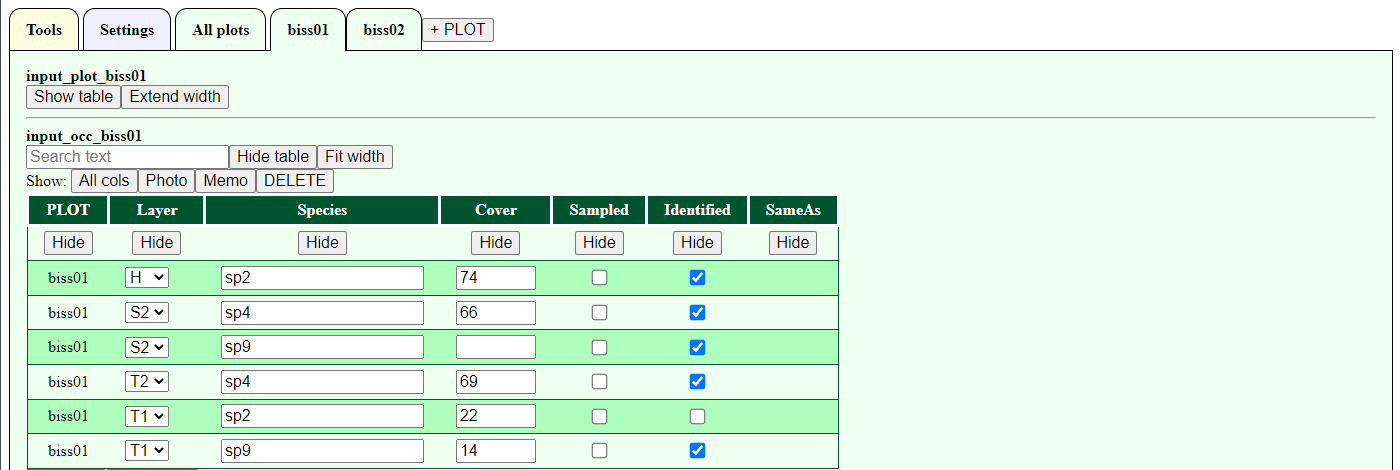 Tools Settings All plots biss01 biss02 + PLOT
input_plot_biss01
Show table Extend width
input_occ_biss01
Search text Hide table Fit width
Show: All cols Photo Memo DELETE
PLOT Layer Species Cover Sampled Identified SameAs
Hide Hide Hide Hide Hide Hide Hide
biss01 H sp2 74
biss01 S2 sp4 66
biss01 S2 sp9
biss01 T2 sp4 69
biss01 T1 sp2 22
biss01 T1 sp9 14